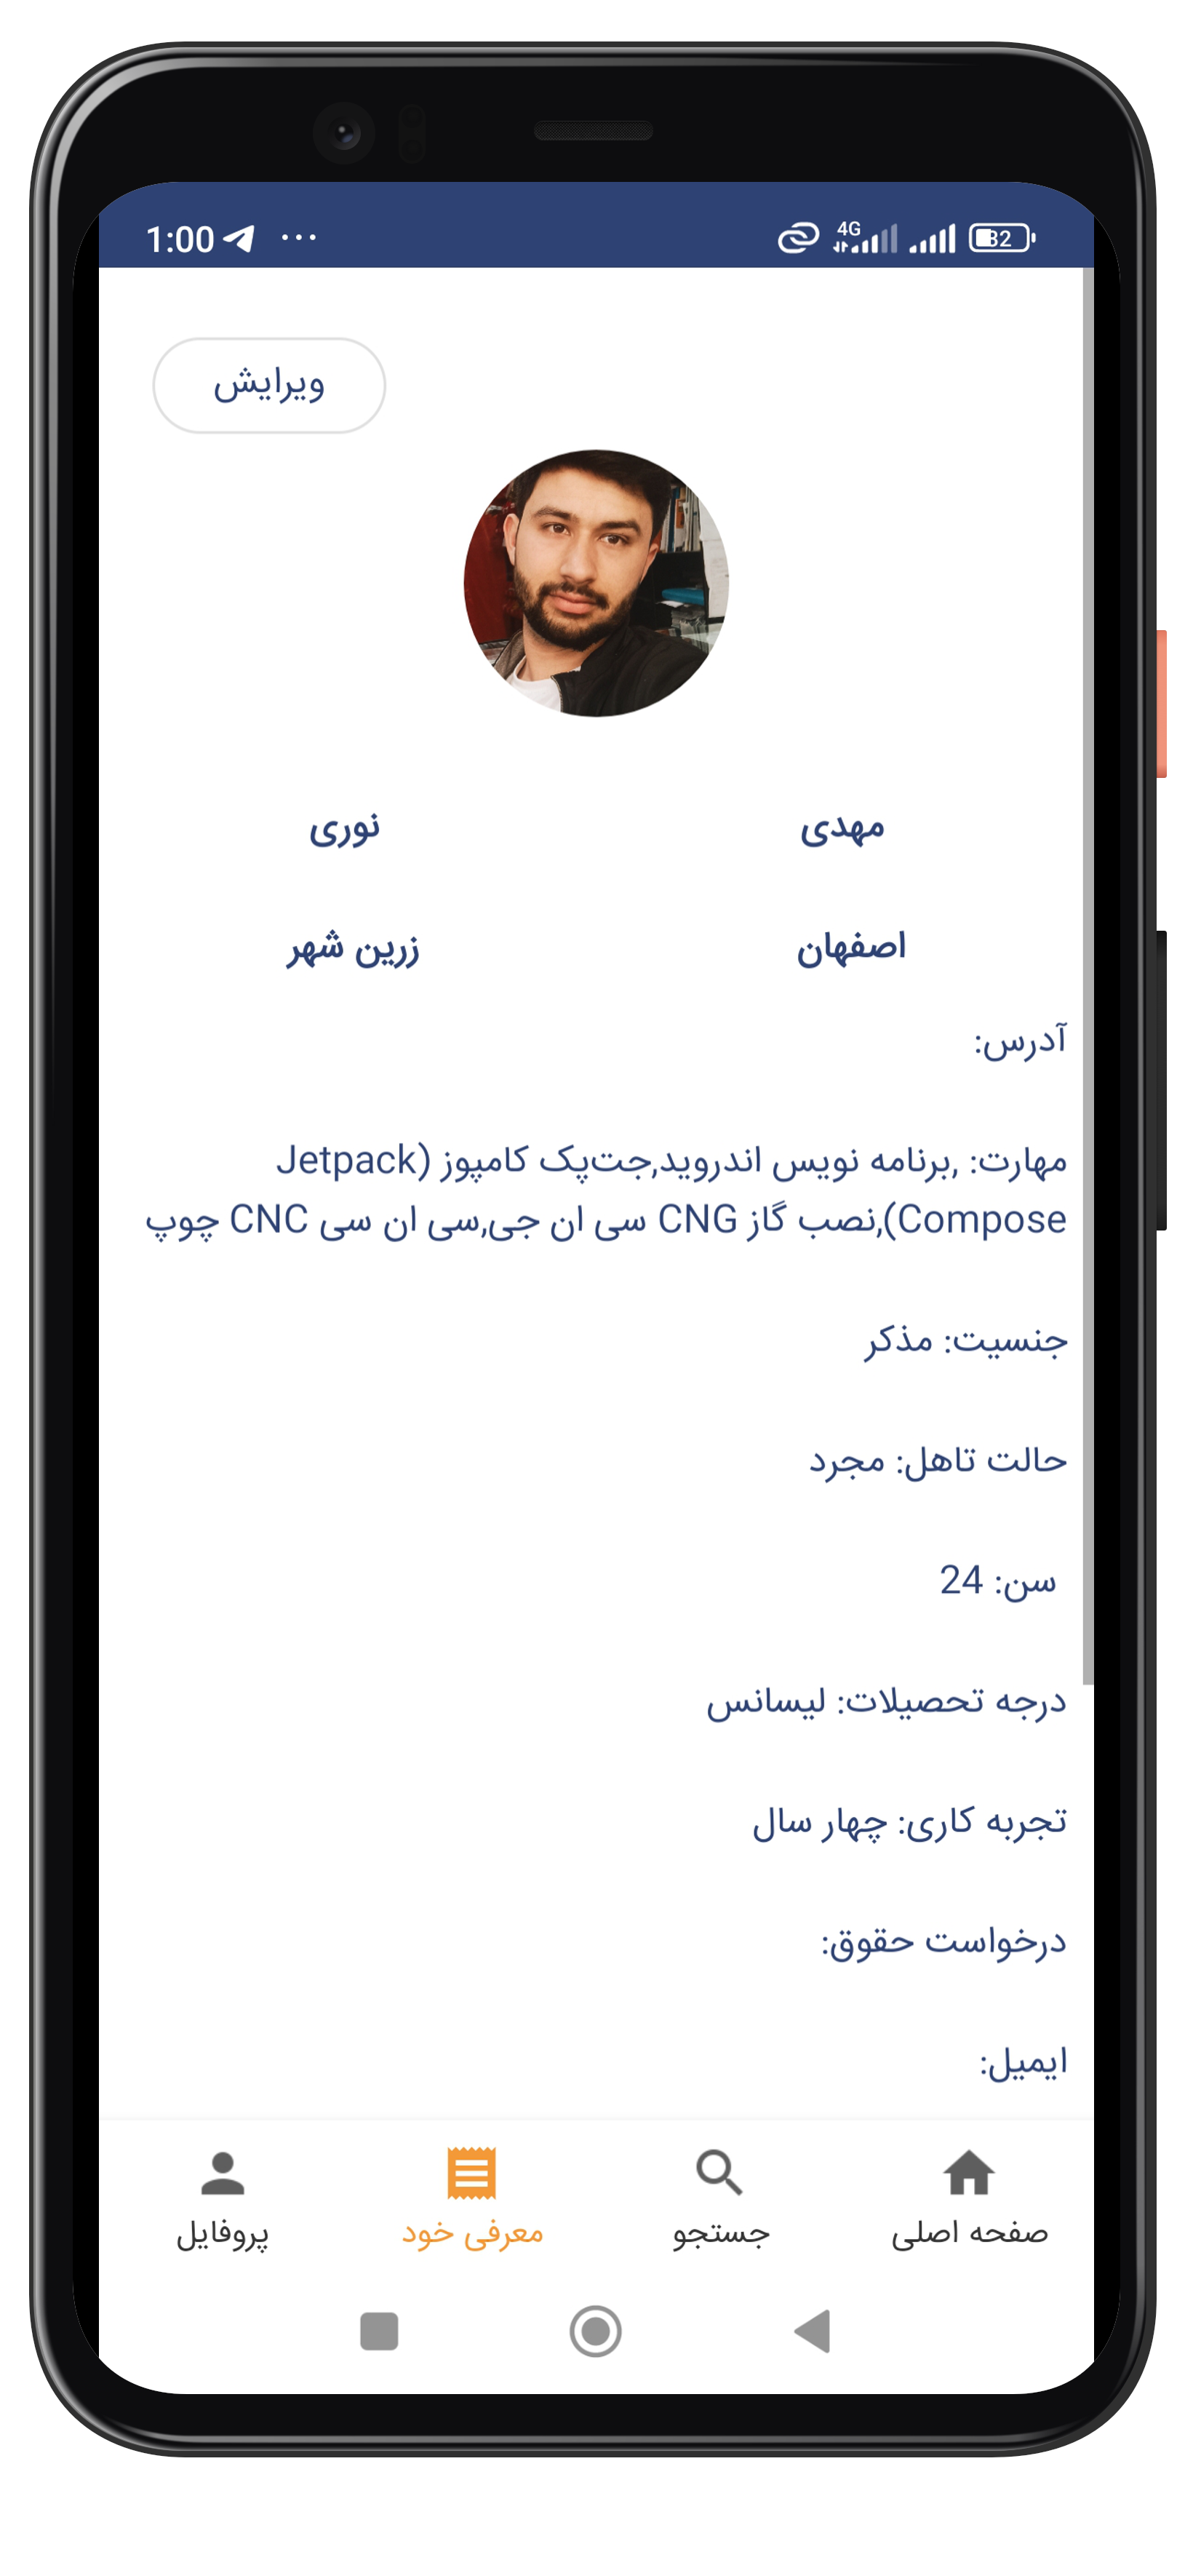 1:00 ... 4G 32
ویرایش
مهدی نوری
اصفهان زرین شهر
آدرس:
مهارت: ,برنامه نویس اندروید,جت‌پک کامپوز (Jetpack
Compose),نصب گاز CNG سی ان جی,سی ان سی CNC چوپ
جنسیت: مذکر
حالت تاهل: مجرد
سن: 24
درجه تحصیلات: لیسانس
تجربه کاری: چهار سال
درخواست حقوق:
ایمیل:
صفحه اصلی جستجو معرفی خود پروفایل